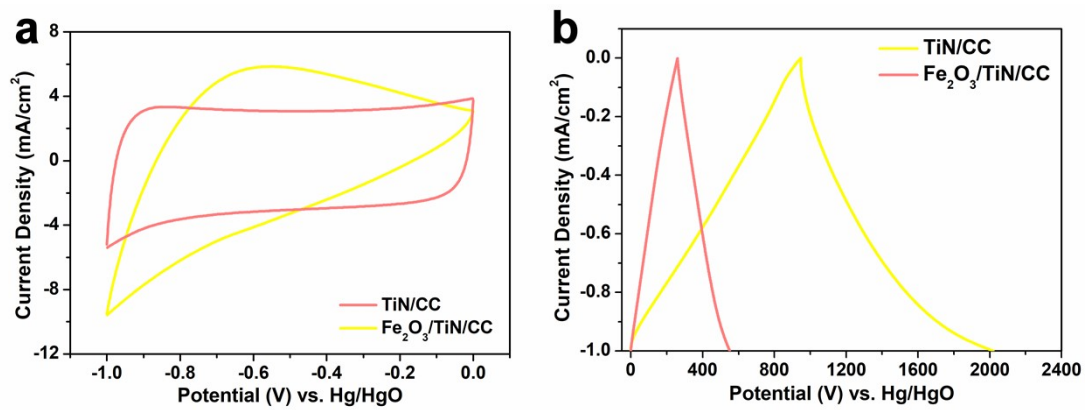 a
8
4
0
-4
-8
-12
Current Density (mA/cm²)
TiN/CC
Fe₂O₃/TiN/CC
-1.0 -0.8 -0.6 -0.4 -0.2 0.0
Potential (V) vs. Hg/HgO
b
0.0
-0.2
-0.4
-0.6
-0.8
-1.0
Current Density (mA/cm²)
TiN/CC
Fe₂O₃/TiN/CC
0 400 800 1200 1600 2000 2400
Potential (V) vs. Hg/HgO